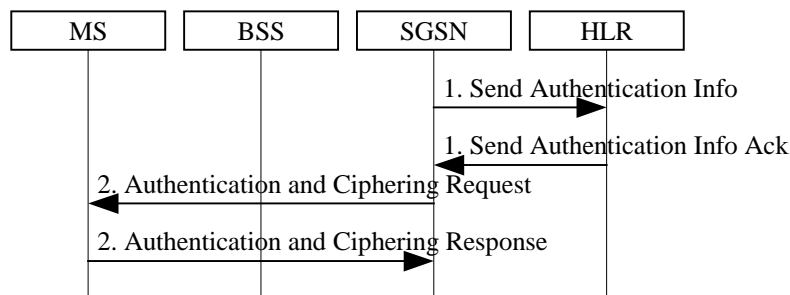 MS BSS SGSN HLR
1. Send Authentication Info
1. Send Authentication Info Ack
2. Authentication and Ciphering Request
2. Authentication and Ciphering Response